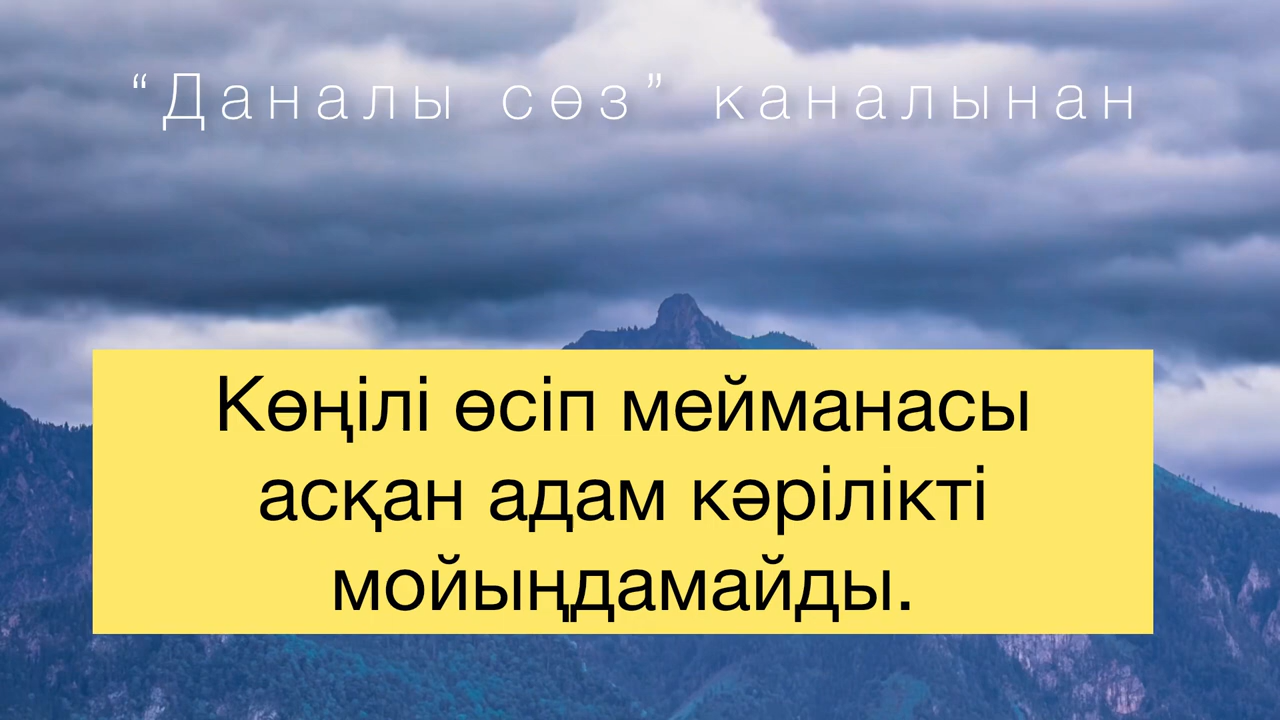 “Даналы сөз” каналынан
Көңілі өсіп мейманасы
асқан адам кәрілікті
мойыңдамайды.